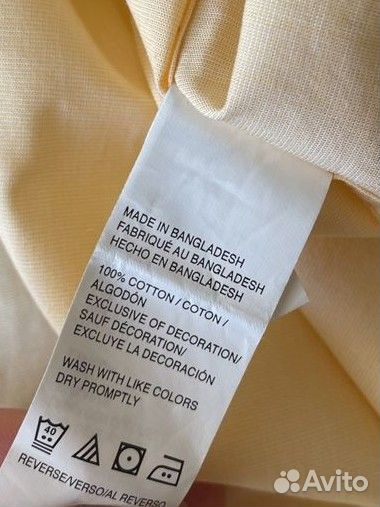 MADE IN BANGLADESH
FABRIQUÉ AU BANGLADESH
HECHO EN BANGLADESH
100% COTTON / COTON /
ALGODÓN
EXCLUSIVE OF DECORATION/
SAUF DÉCORATION/
EXCLUYE LA DECORACIÓN
WASH WITH LIKE COLORS
DRY PROMPTLY
40
REVERSE/VERSO/AL REVERSO
Avito